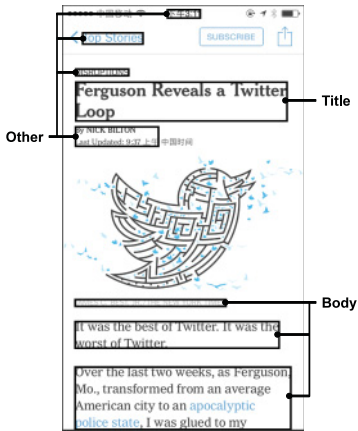 Top Stories
SUBSCRIBE
Ferguson Reveals a Twitter
Loop
Title
Other
By NICK BILTON
Last Updated: 9:37 上午 中国时间
Body
It was the best of Twitter. It was the
worst of Twitter.
Over the last two weeks, as Ferguson,
Mo., transformed from an average
American city to an apocalyptic
police state, I was glued to my